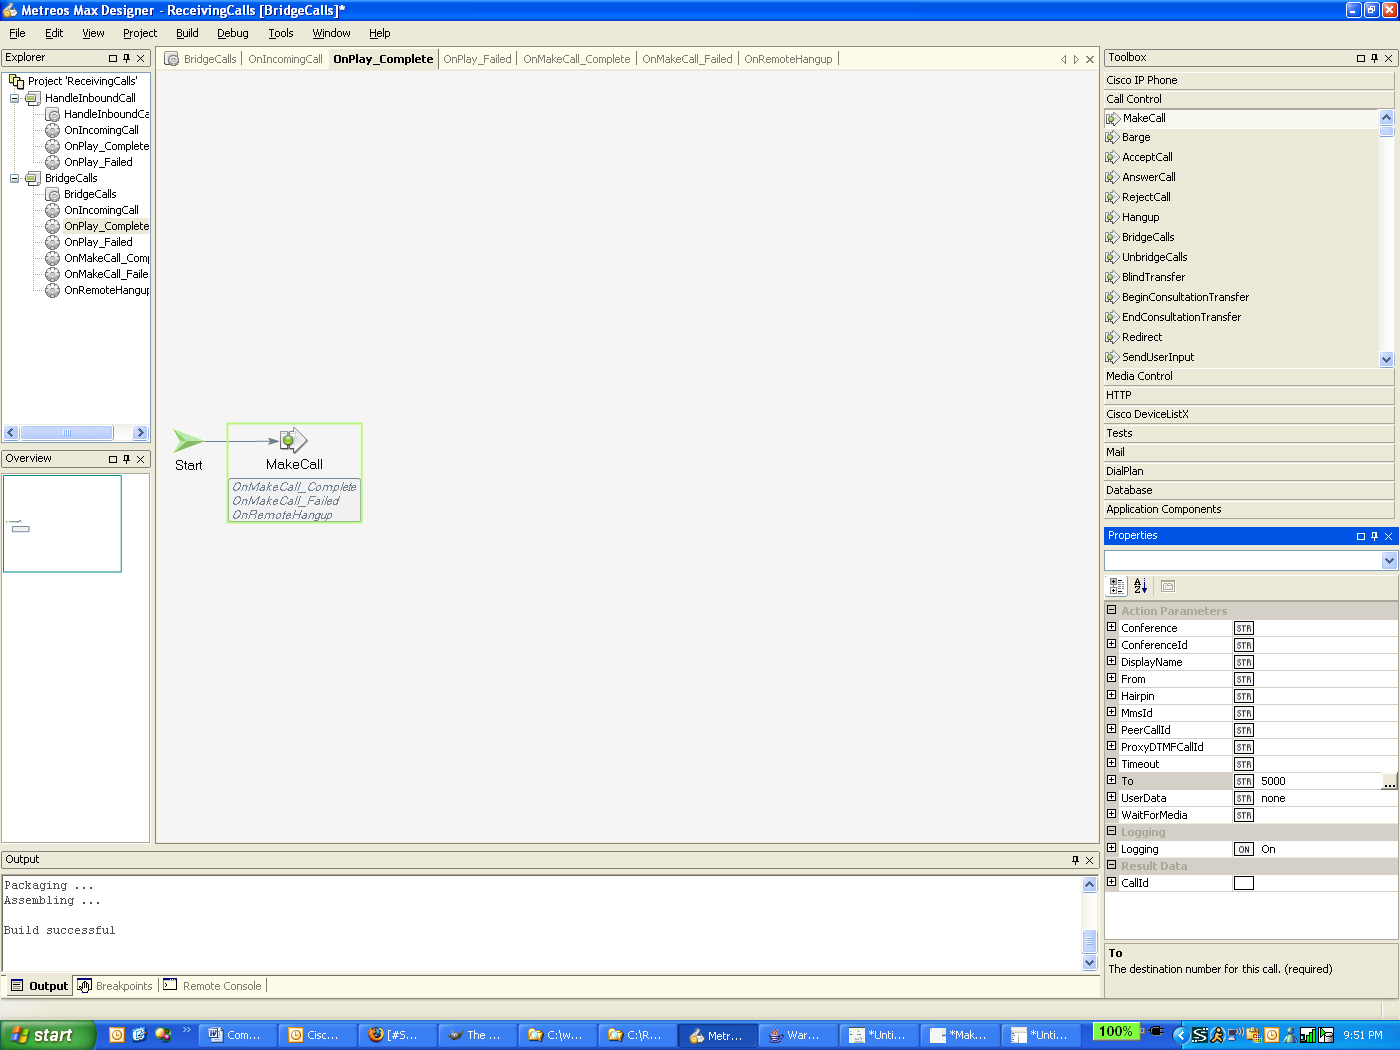 Metreos Max Designer - ReceivingCalls [BridgeCalls]*
File Edit View Project Build Debug Tools Window Help
Explorer
Project 'ReceivingCalls'
HandleInboundCall
HandleInboundCa
OnIncomingCall
OnPlay_Complete
OnPlay_Failed
BridgeCalls
BridgeCalls
OnIncomingCall
OnPlay_Complete
OnPlay_Failed
OnMakeCall_Comp
OnMakeCall_Faile
OnRemoteHangup
Overview
BridgeCalls OnIncomingCall OnPlay_Complete OnPlay_Failed OnMakeCall_Complete OnMakeCall_Failed OnRemoteHangup
Start
MakeCall
OnMakeCall_Complete
OnMakeCall_Failed
OnRemoteHangup
Toolbox
Cisco IP Phone
Call Control
MakeCall
Barge
AcceptCall
AnswerCall
RejectCall
Hangup
BridgeCalls
UnbridgeCalls
BlindTransfer
BeginConsultationTransfer
EndConsultationTransfer
Redirect
SendUserInput
Media Control
HTTP
Cisco DeviceListX
Tests
Mail
DialPlan
Database
Application Components
Properties
Action Parameters
Conference STR
ConferenceId STR
DisplayName STR
From STR
Hairpin STR
MmsId STR
PeerCallId STR
ProxyDTMFCallId STR
Timeout STR
To STR 5000 ...
UserData STR none
WaitForMedia STR
Logging
Logging ON On
Result Data
CallId
To
The destination number for this call. (required)
Output
Packaging ...
Assembling ...
Build successful
Output Breakpoints Remote Console
start Com... Cisc... [#S... The ... C:\w... C:\R... Metr... War... *Unti... *Mak... *Unti... 100% 9:51 PM